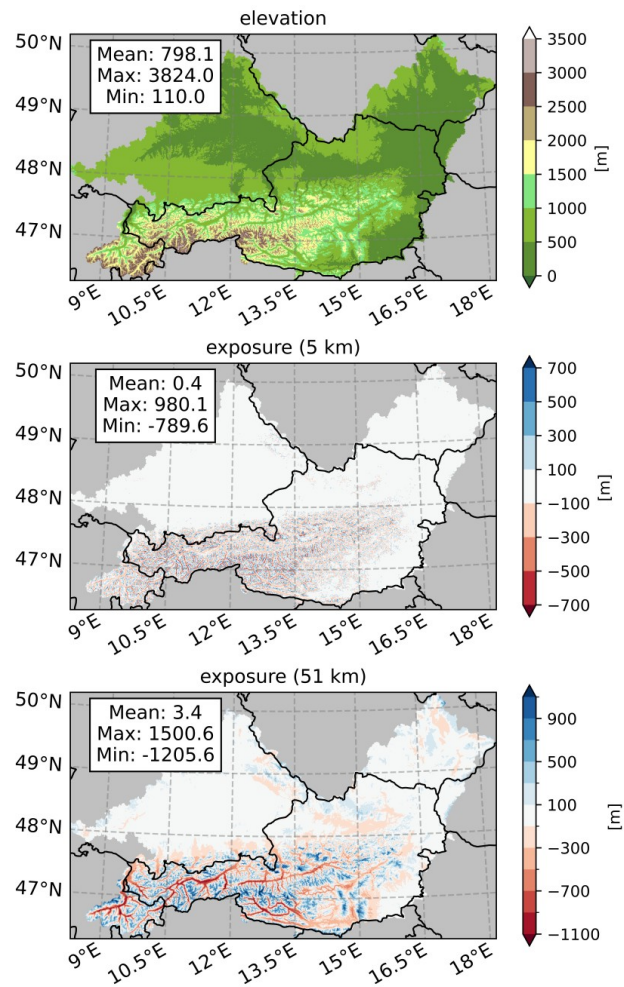 elevation
Mean: 798.1
Max: 3824.0
Min: 110.0
50°N
49°N
48°N
47°N
9°E
10.5°E
12°E
13.5°E
15°E
16.5°E
18°E
3500
3000
2500
2000
1500
1000
500
0
[m]
exposure (5 km)
Mean: 0.4
Max: 980.1
Min: -789.6
50°N
49°N
48°N
47°N
9°E
10.5°E
12°E
13.5°E
15°E
16.5°E
18°E
700
500
300
100
−100
−300
−500
−700
[m]
exposure (51 km)
Mean: 3.4
Max: 1500.6
Min: -1205.6
50°N
49°N
48°N
47°N
9°E
10.5°E
12°E
13.5°E
15°E
16.5°E
18°E
900
500
100
−300
−700
−1100
[m]